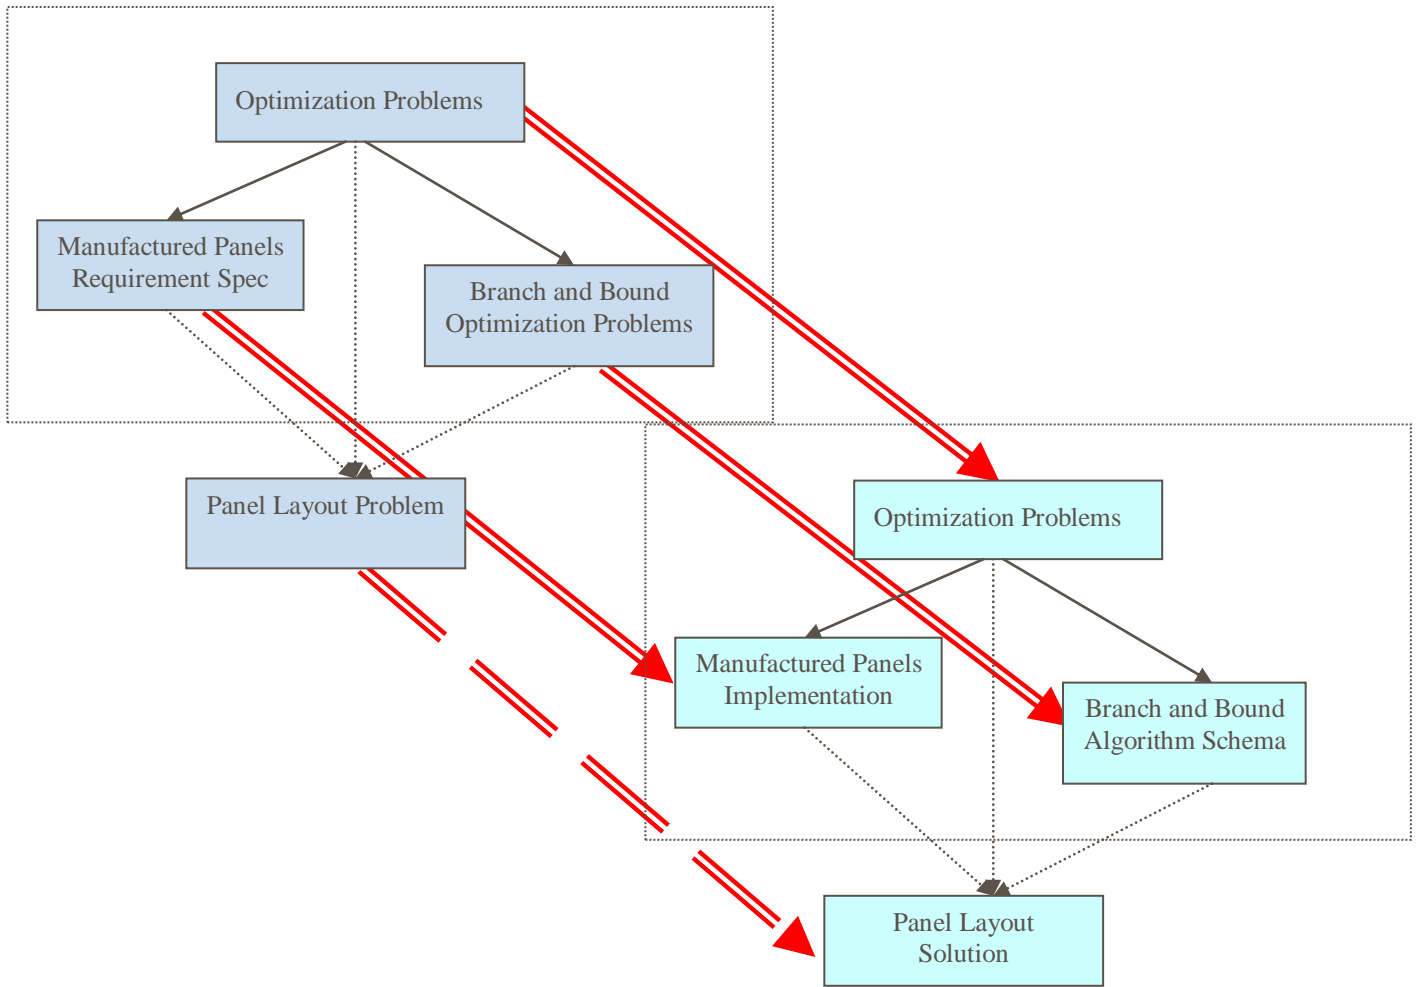 Optimization Problems
Manufactured Panels
Requirement Spec
Branch and Bound
Optimization Problems
Panel Layout Problem
Optimization Problems
Manufactured Panels
Implementation
Branch and Bound
Algorithm Schema
Panel Layout
Solution